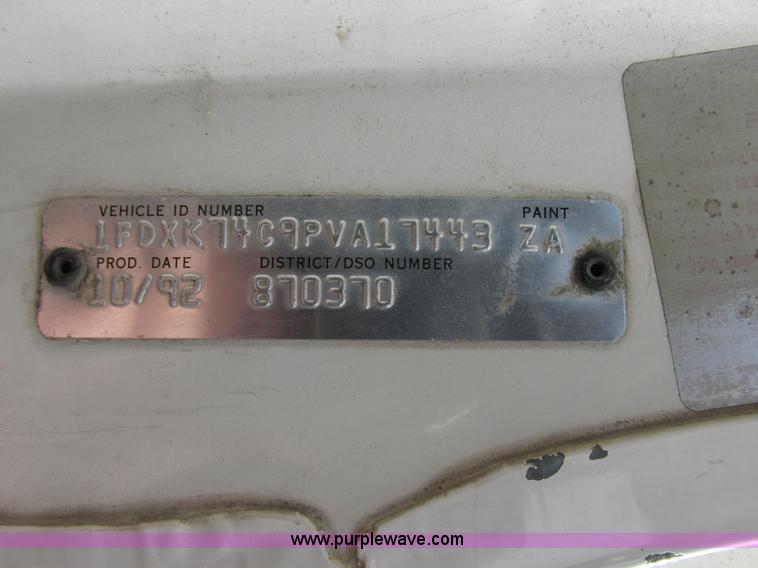 VEHICLE ID NUMBER PAINT
1FDXK74C9PVA17443 ZA
PROD. DATE DISTRICT/DSO NUMBER
10/92 870370
www.purplewave.com